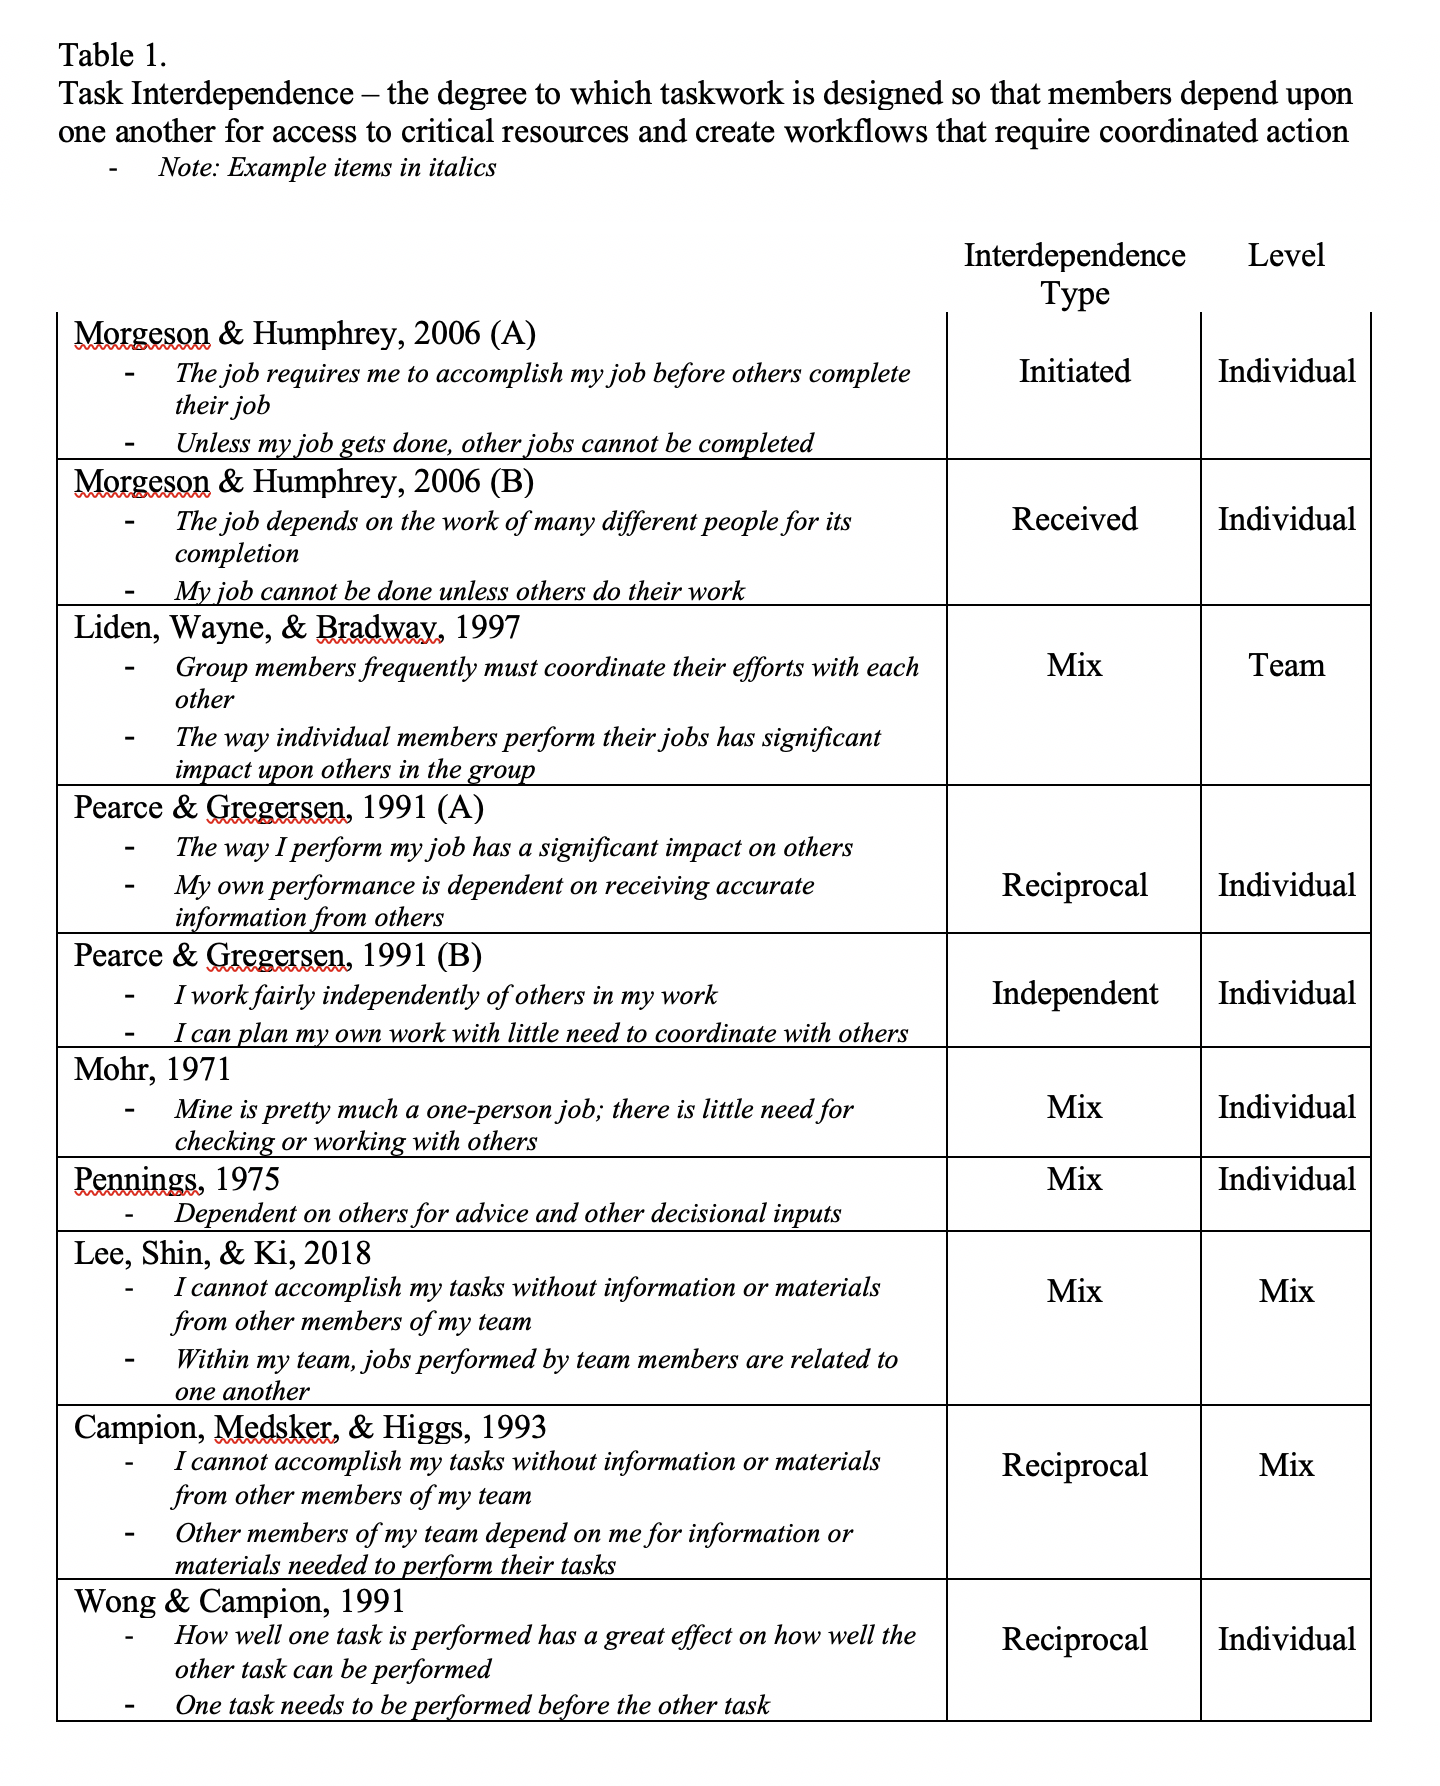 Table 1.
Task Interdependence – the degree to which taskwork is designed so that members depend upon
one another for access to critical resources and create workflows that require coordinated action
- Note: Example items in italics
Interdependence Type Level
Morgeson & Humphrey, 2006 (A)
- The job requires me to accomplish my job before others complete
their job
- Unless my job gets done, other jobs cannot be completed
Initiated Individual
Morgeson & Humphrey, 2006 (B)
- The job depends on the work of many different people for its
completion
- My job cannot be done unless others do their work
Received Individual
Liden, Wayne, & Bradway, 1997
- Group members frequently must coordinate their efforts with each
other
- The way individual members perform their jobs has significant
impact upon others in the group
Mix Team
Pearce & Gregersen, 1991 (A)
- The way I perform my job has a significant impact on others
- My own performance is dependent on receiving accurate
information from others
Reciprocal Individual
Pearce & Gregersen, 1991 (B)
- I work fairly independently of others in my work
- I can plan my own work with little need to coordinate with others
Independent Individual
Mohr, 1971
- Mine is pretty much a one-person job; there is little need for
checking or working with others
Mix Individual
Pennings, 1975
- Dependent on others for advice and other decisional inputs
Mix Individual
Lee, Shin, & Ki, 2018
- I cannot accomplish my tasks without information or materials
from other members of my team
- Within my team, jobs performed by team members are related to
one another
Mix Mix
Campion, Medsker, & Higgs, 1993
- I cannot accomplish my tasks without information or materials
from other members of my team
- Other members of my team depend on me for information or
materials needed to perform their tasks
Reciprocal Mix
Wong & Campion, 1991
- How well one task is performed has a great effect on how well the
other task can be performed
- One task needs to be performed before the other task
Reciprocal Individual